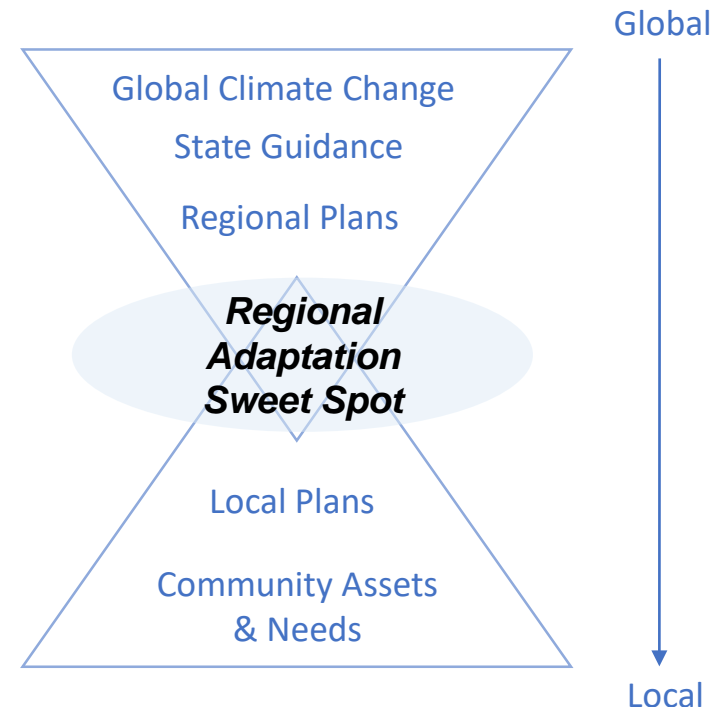 Global
Global Climate Change
State Guidance
Regional Plans
Regional
Adaptation
Sweet Spot
Local Plans
Community Assets
& Needs
Local